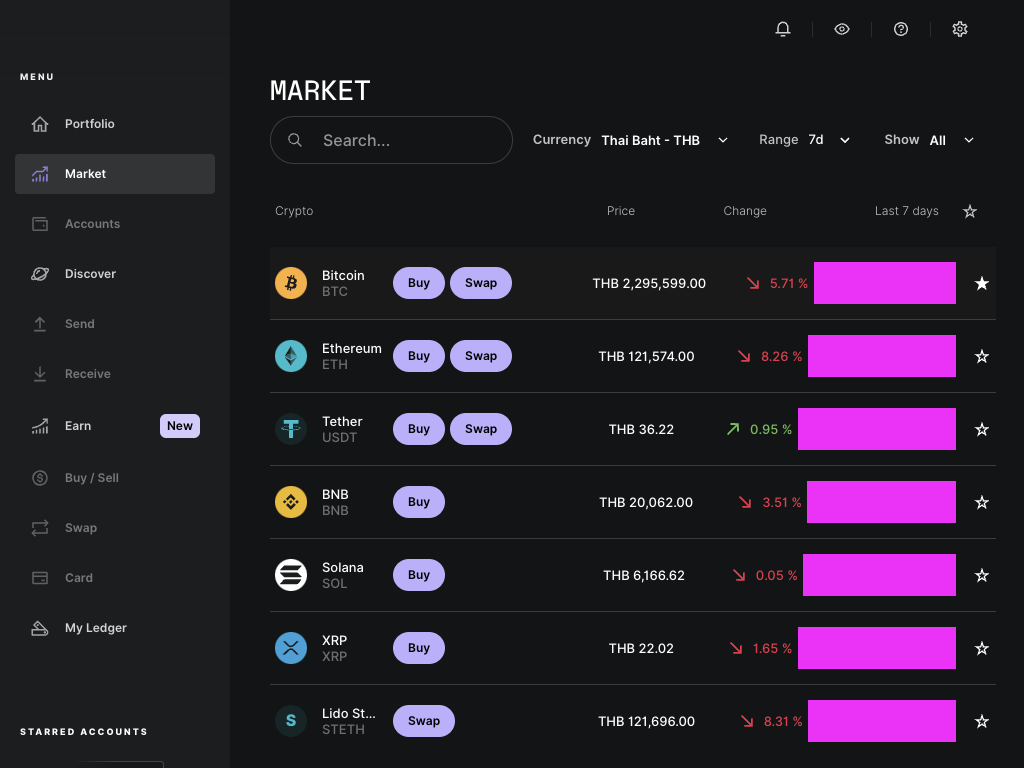 MENU
Portfolio
Market
Accounts
Discover
Send
Receive
Earn New
Buy / Sell
Swap
Card
My Ledger
STARRED ACCOUNTS
MARKET
Search...
Currency Thai Baht - THB
Range 7d
Show All
Crypto Price Change Last 7 days
Bitcoin
BTC
Buy Swap
THB 2,295,599.00
5.71 %
Ethereum
ETH
Buy Swap
THB 121,574.00
8.26 %
Tether
USDT
Buy Swap
THB 36.22
0.95 %
BNB
BNB
Buy
THB 20,062.00
3.51 %
Solana
SOL
Buy
THB 6,166.62
0.05 %
XRP
XRP
Buy
THB 22.02
1.65 %
S
Lido St...
STETH
Swap
THB 121,696.00
8.31 %